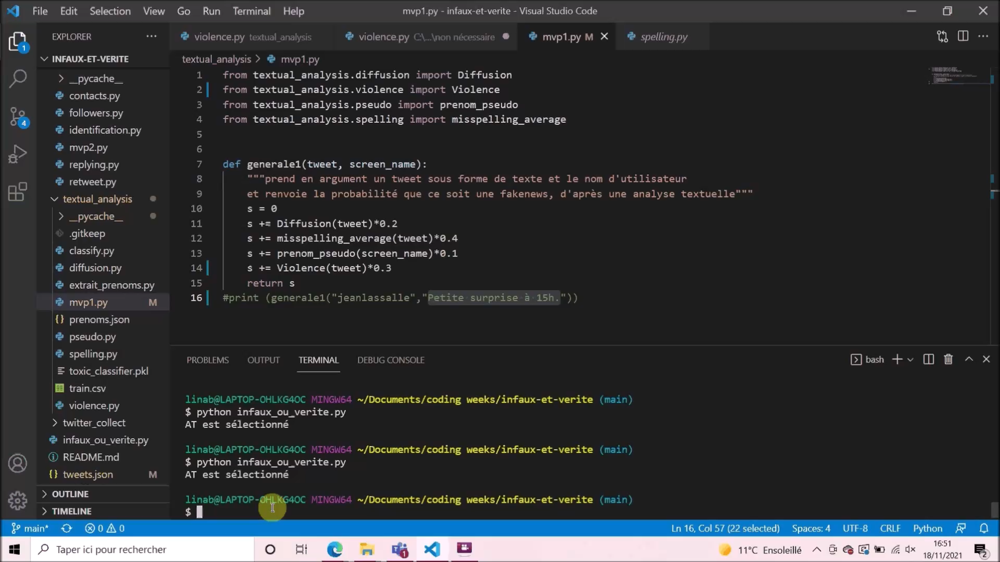 File Edit Selection View Go Run Terminal Help
mvp1.py - infaux-et-verite - Visual Studio Code
EXPLORER
violence.py textual_analysis
violence.py C:\...\non nécessaire
mvp1.py M
spelling.py
1
INFAUX-ET-VERITE
textual_analysis > mvp1.py
__pycache__
contacts.py
followers.py
identification.py
mvp2.py
replying.py
retweet.py
textual_analysis
__pycache__
.gitkeep
classify.py
diffusion.py
extrait_prenoms.py
mvp1.py M
prenoms.json
pseudo.py
spelling.py
toxic_classifier.pkl
train.csv
violence.py
twitter_collect
infaux_ou_verite.py
README.md
tweets.json M
OUTLINE
TIMELINE
4
1 from textual_analysis.diffusion import Diffusion
2 from textual_analysis.violence import Violence
3 from textual_analysis.pseudo import prenom_pseudo
4 from textual_analysis.spelling import misspelling_average
5
6
7 def generale1(tweet, screen_name):
8 """prend en argument un tweet sous forme de texte et le nom d'utilisateur
9 et renvoie la probabilité que ce soit une fakenews, d'après une analyse textuelle"""
10 s = 0
11 s += Diffusion(tweet)*0.2
12 s += misspelling_average(tweet)*0.4
13 s += prenom_pseudo(screen_name)*0.1
14 s += Violence(tweet)*0.3
15 return s
16 #print (generale1("jeanlassalle","Petite surprise à 15h."))
PROBLEMS OUTPUT TERMINAL DEBUG CONSOLE
bash
linab@LAPTOP-OHLKG4OC MINGW64 ~/Documents/coding weeks/infaux-et-verite (main)
$ python infaux_ou_verite.py
AT est sélectionné
linab@LAPTOP-OHLKG4OC MINGW64 ~/Documents/coding weeks/infaux-et-verite (main)
$ python infaux_ou_verite.py
AT est sélectionné
linab@LAPTOP-OHLKG4OC MINGW64 ~/Documents/coding weeks/infaux-et-verite (main)
$
main* 0 0
Ln 16, Col 57 (22 selected) Spaces: 4 UTF-8 CRLF Python
Taper ici pour rechercher
1
11°C Ensoleillé
16:51
18/11/2021
2